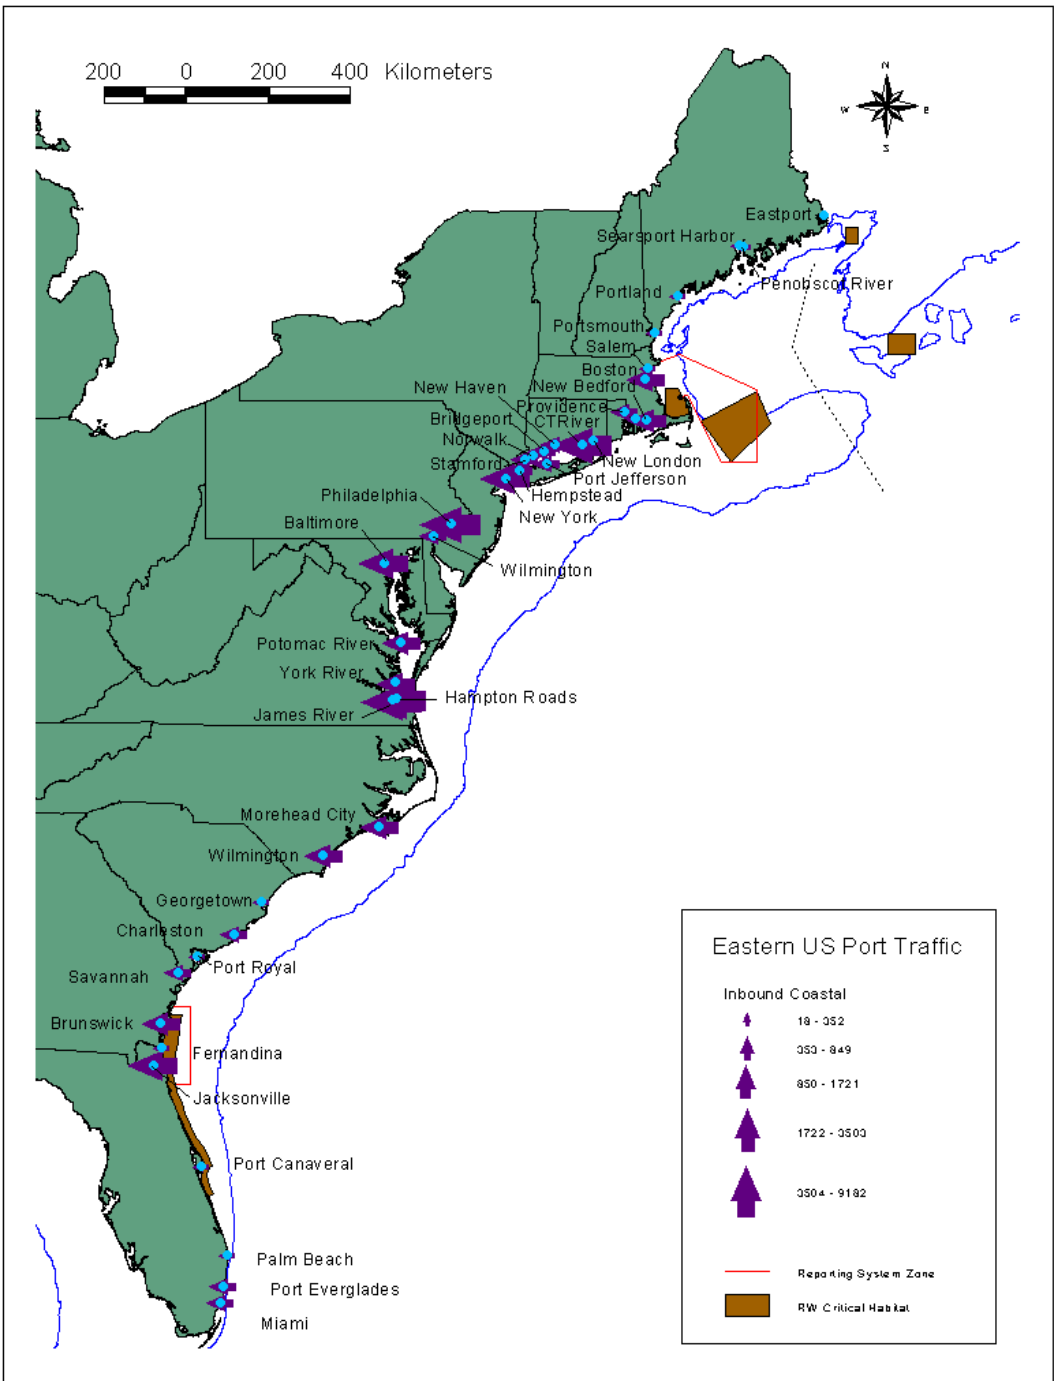 200 0 200 400 Kilometers
N
W E
S
Eastport
Searsport Harbor
Penobscot River
Portland
Portsmouth
Salem
Boston
New Haven New Bedford
Providence
Bridgeport CTRiver
Norwalk
Stamford New London
Port Jefferson
Philadelphia Hempstead
New York
Baltimore
Wilmington
Potomac River
York River
Hampton Roads
James River
Morehead City
Wilmington
Georgetown
Charleston
Port Royal
Savannah
Brunswick
Fernandina
Jacksonville
Port Canaveral
Palm Beach
Port Everglades
Miami
Eastern US Port Traffic
Inbound Coastal
18 - 352
353 - 849
850 - 1721
1722 - 3503
3504 - 9182
Reporting System Zone
RW Critical Habitat